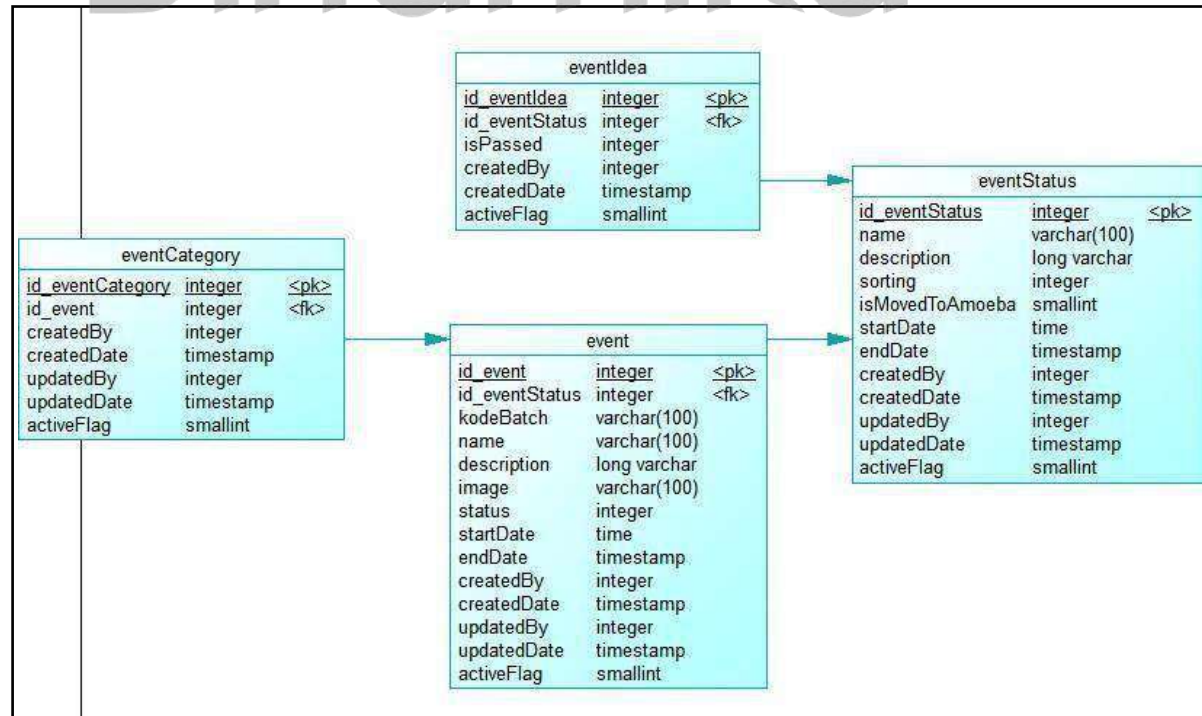 eventIdea
id_eventIdea integer <pk>
id_eventStatus integer <fk>
isPassed integer
createdBy integer
createdDate timestamp
activeFlag smallint
eventStatus
id_eventStatus integer <pk>
name varchar(100)
description long varchar
sorting integer
isMovedToAmoeba smallint
startDate time
endDate timestamp
createdBy integer
createdDate timestamp
updatedBy integer
updatedDate timestamp
activeFlag smallint
eventCategory
id_eventCategory integer <pk>
id_event integer <fk>
createdBy integer
createdDate timestamp
updatedBy integer
updatedDate timestamp
activeFlag smallint
event
id_event integer <pk>
id_eventStatus integer <fk>
kodeBatch varchar(100)
name varchar(100)
description long varchar
image varchar(100)
status integer
startDate time
endDate timestamp
createdBy integer
createdDate timestamp
updatedBy integer
updatedDate timestamp
activeFlag smallint